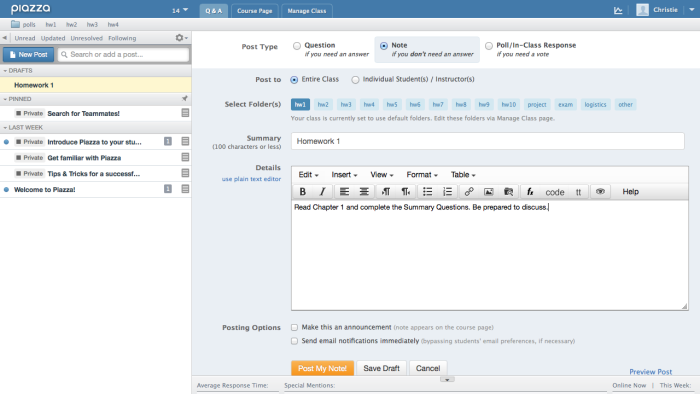 piazza 14 Q & A Course Page Manage Class Christie
polls hw1 hw2 hw3 hw4
Unread Updated Unresolved Following
New Post Search or add a post...
DRAFTS
Homework 1
PINNED
Private Search for Teammates!
LAST WEEK
Private Introduce Piazza to your stu... 1
Private Get familiar with Piazza
Private Tips & Tricks for a successf...
Welcome to Piazza! 1
Post Type Question Note Poll/In-Class Response
if you need an answer if you don't need an answer if you need a vote
Post to Entire Class Individual Student(s) / Instructor(s)
Select Folder(s) hw1 hw2 hw3 hw4 hw5 hw6 hw7 hw8 hw9 hw10 project exam logistics other
Your class is currently set to use default folders. Edit these folders via Manage Class page.
Summary
(100 characters or less) Homework 1
Details
use plain text editor
Edit Insert View Format Table
B I fx code tt Help
Read Chapter 1 and complete the Summary Questions. Be prepared to discuss.
Posting Options Make this an announcement (note appears on the course page)
Send email notifications immediately (bypassing students' email preferences, if necessary)
Post My Note! Save Draft Cancel
Preview Post
Average Response Time: Special Mentions: Online Now | This Week: